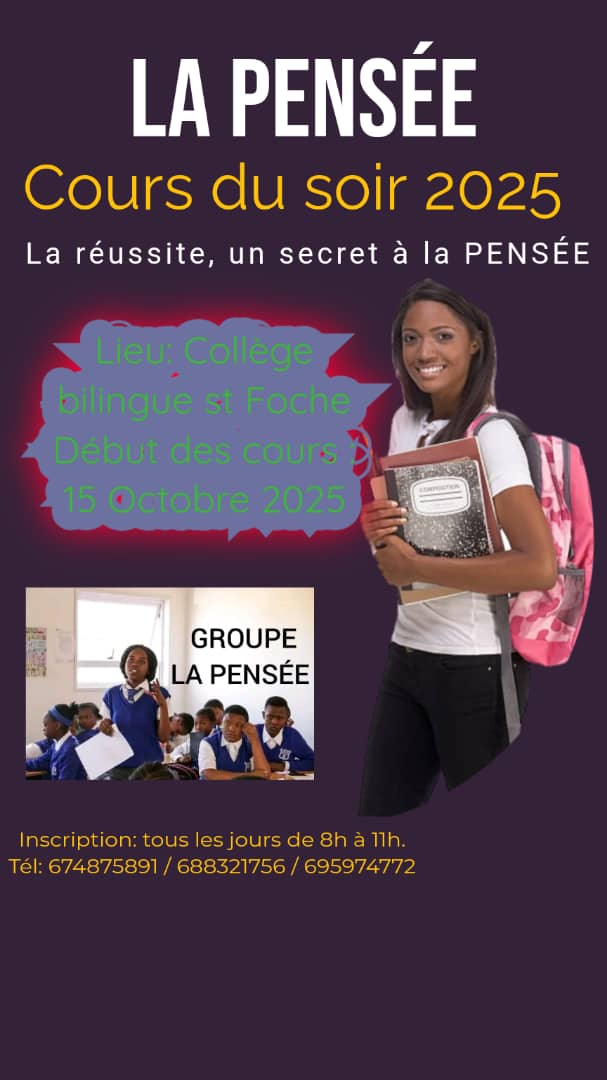 LA PENSÉE
Cours du soir 2025
La réussite, un secret à la PENSÉE
Lieu: Collège
bilingue st Foche
Début des cours
15 Octobre 2025
COMPOSITION
GROUPE
LA PENSÉE
Inscription: tous les jours de 8h à 11h.
Tél: 674875891 / 688321756 / 695974772